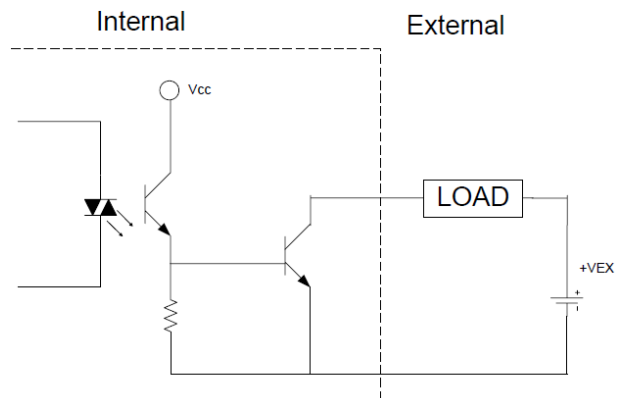 Internal
External
Vcc
LOAD
+VEX
+
-